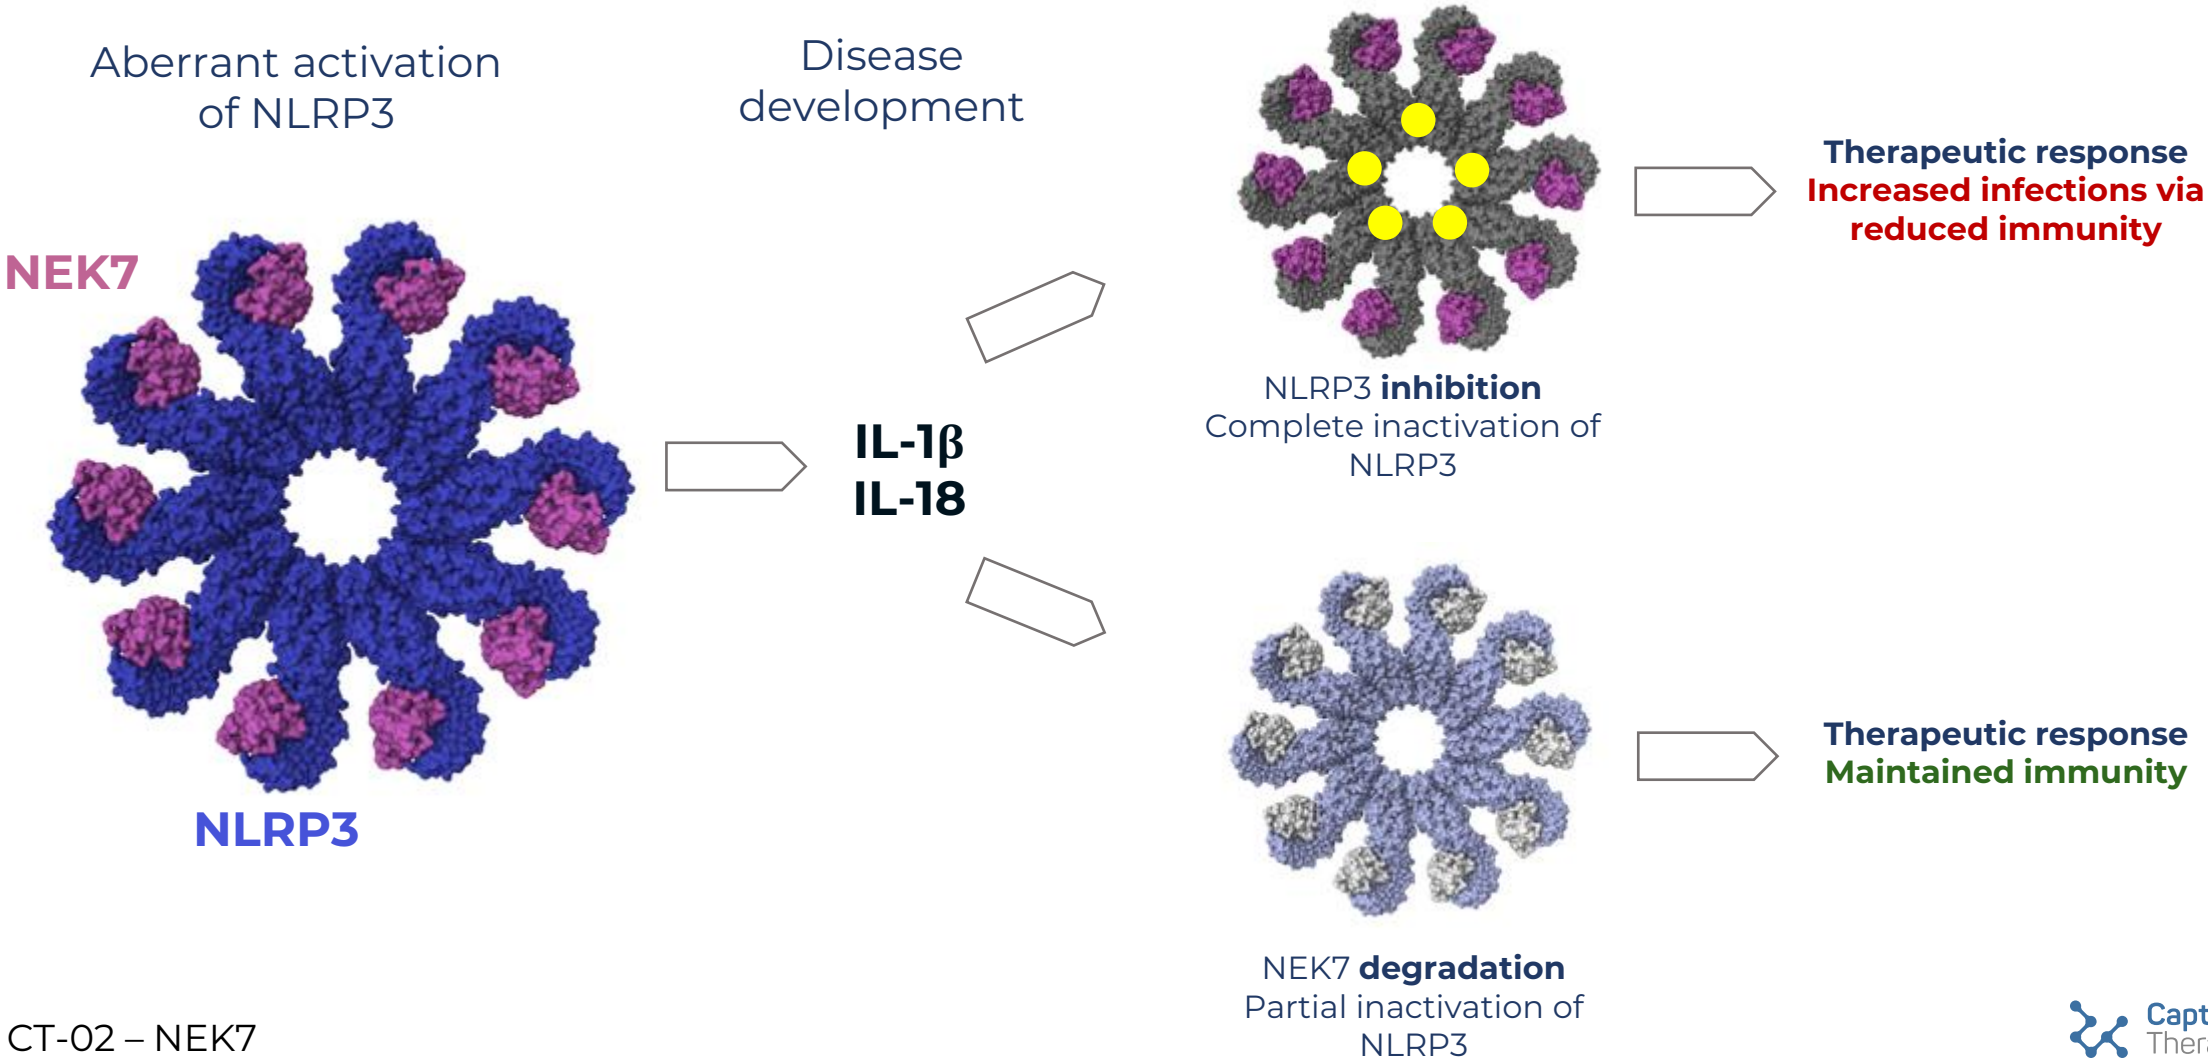 Aberrant activation
of NLRP3
Disease
development
NEK7
NLRP3
IL-1β
IL-18
NLRP3 inhibition
Complete inactivation of
NLRP3
Therapeutic response
Increased infections via
reduced immunity
NEK7 degradation
Partial inactivation of
NLRP3
Therapeutic response
Maintained immunity
CT-02 – NEK7
Capt
Thera